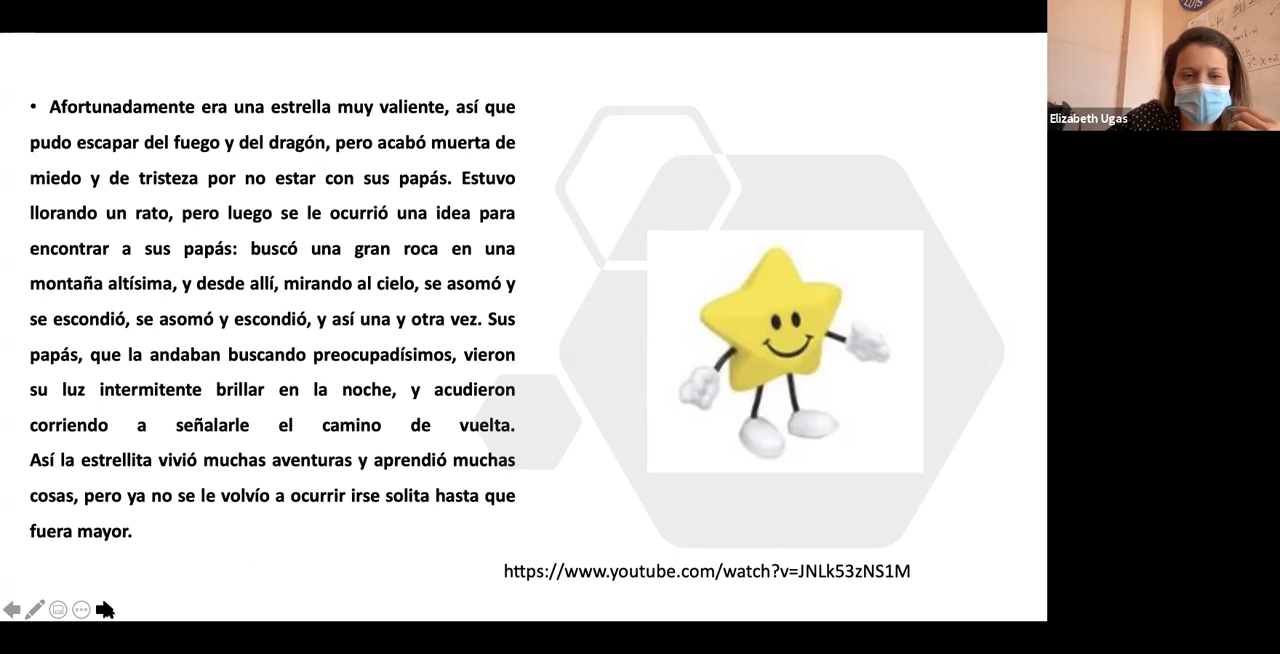 • Afortunadamente era una estrella muy valiente, así que
pudo escapar del fuego y del dragón, pero acabó muerta de
miedo y de tristeza por no estar con sus papás. Estuvo
llorando un rato, pero luego se le ocurrió una idea para
encontrar a sus papás: buscó una gran roca en una
montaña altísima, y desde allí, mirando al cielo, se asomó y
se escondió, se asomó y escondió, y así una y otra vez. Sus
papás, que la andaban buscando preocupadísimos, vieron
su luz intermitente brillar en la noche, y acudieron
corriendo a señalarle el camino de vuelta.
Así la estrellita vivió muchas aventuras y aprendió muchas
cosas, pero ya no se le volvío a ocurrir irse solita hasta que
fuera mayor.
https://www.youtube.com/watch?v=JNLk53zNS1M
Elizabeth Ugas